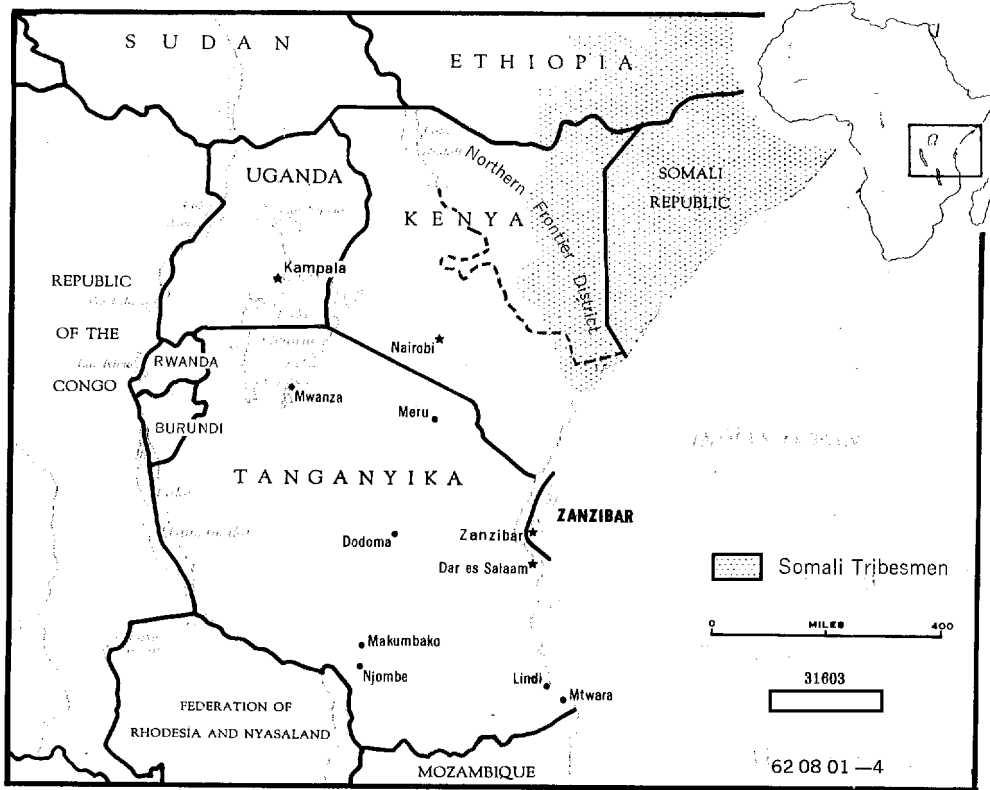 SUDAN
ETHIOPIA
Northern Frontier District
UGANDA
KENYA
SOMALI
REPUBLIC
Kampala
REPUBLIC
OF THE
CONGO
Nairobi
RWANDA
Mwanza
Meru
BURUNDI
INDIAN OCEAN
TANGANYIKA
ZANZIBAR
Zanzibar
Dodoma
Dar es Salaam
Somali Tribesmen
0 MILES 400
Makumbako
Njombe
Lindi
Mtwara
31603
FEDERATION OF
RHODESIA AND NYASALAND
MOZAMBIQUE
62 08 01 —4